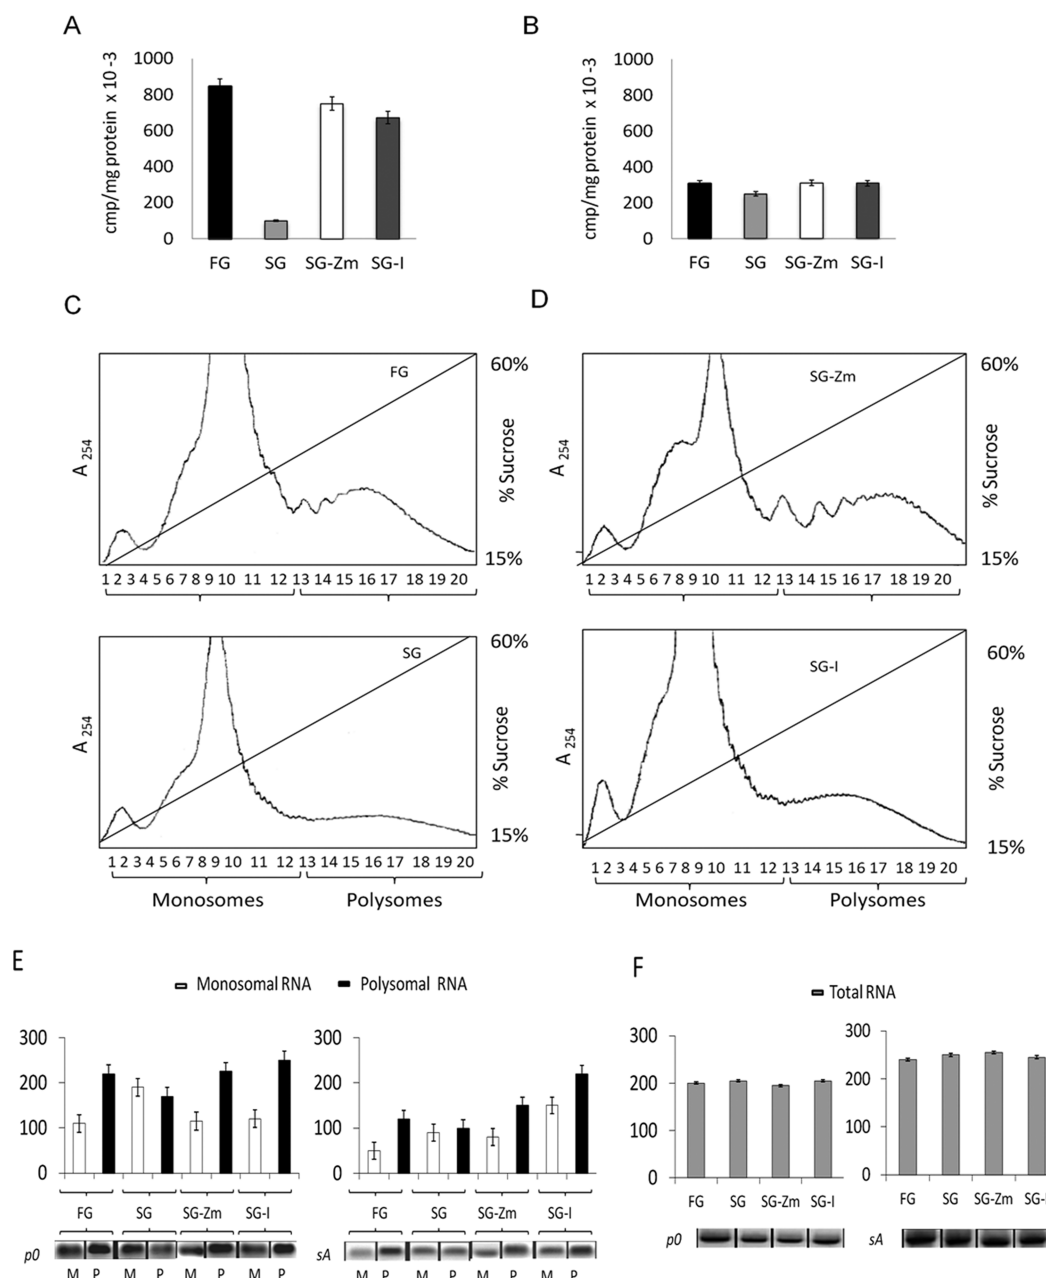 A
B
cmp/mg protein x 10 -3
1000
800
600
400
200
0
FG SG SG-Zm SG-I
cmp/mg protein x 10 -3
1000
800
600
400
200
0
FG SG SG-Zm SG-I
C
D
A 254
FG
60%
% Sucrose
15%
1 2 3 4 5 6 7 8 9 10 11 12 13 14 15 16 17 18 19 20
A 254
SG-Zm
60%
% Sucrose
15%
1 2 3 4 5 6 7 8 9 10 11 12 13 14 15 16 17 18 19 20
A 254
SG
60%
% Sucrose
15%
1 2 3 4 5 6 7 8 9 10 11 12 13 14 15 16 17 18 19 20
Monosomes Polysomes
A 254
SG-I
60%
% Sucrose
15%
1 2 3 4 5 6 7 8 9 10 11 12 13 14 15 16 17 18 19 20
Monosomes Polysomes
E
Monosomal RNA Polysomal RNA
300
200
100
0
FG SG SG-Zm SG-I
p0
M P M P M P M P
300
200
100
0
FG SG SG-Zm SG-I
sA
M P M P M P M P
F
Total RNA
300
200
100
0
FG SG SG-Zm SG-I
p0
300
200
100
0
FG SG SG-Zm
sA